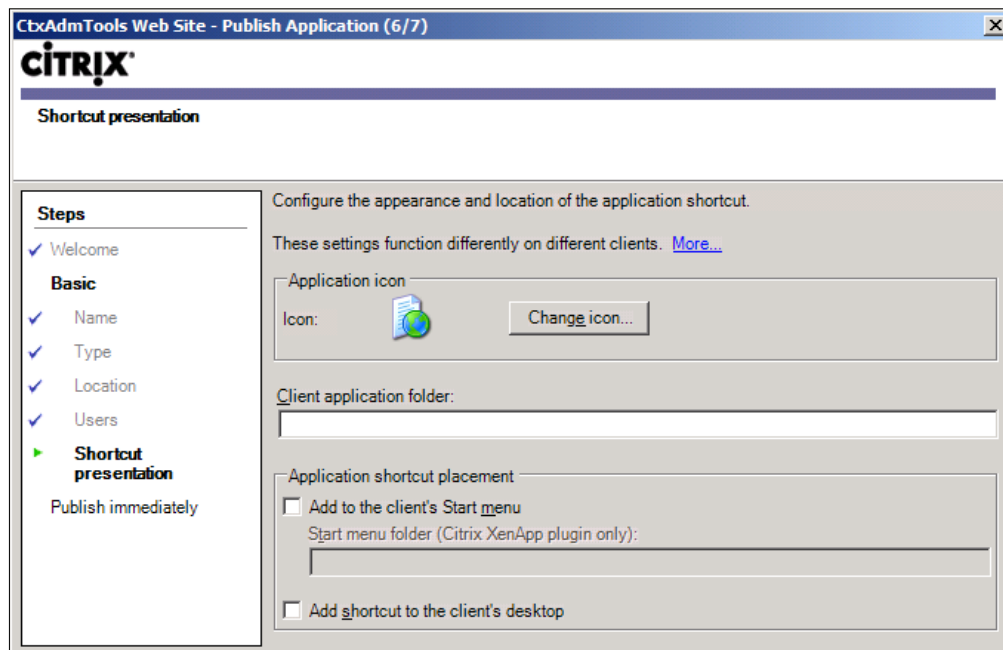 CtxAdmTools Web Site - Publish Application (6/7)
CİTRIX®
Shortcut presentation
Steps
Welcome
Basic
Name
Type
Location
Users
Shortcut
presentation
Publish immediately
Configure the appearance and location of the application shortcut.
These settings function differently on different clients. More...
Application icon
Icon:
Change icon...
Client application folder:
Application shortcut placement
Add to the client's Start menu
Start menu folder (Citrix XenApp plugin only):
Add shortcut to the client's desktop